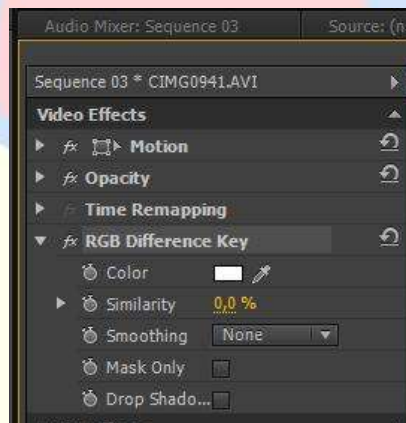 Audio Mixer: Sequence 03 Source: (n
Sequence 03 * CIMG0941.AVI
Video Effects
fx Motion
fx Opacity
Time Remapping
fx RGB Difference Key
Color
Similarity 0,0 %
Smoothing None
Mask Only
Drop Shado...